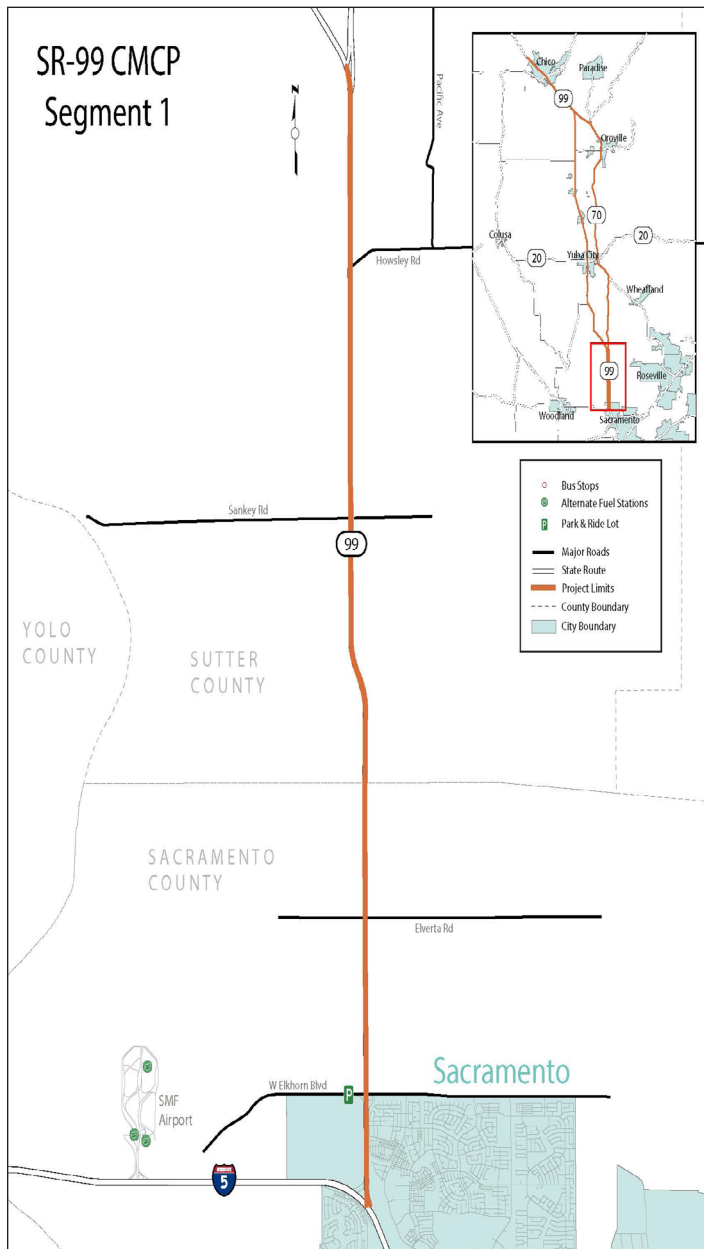 SR-99 CMCP
Segment 1
N
Pacific Ave
Howsley Rd
Chico
Paradise
99
Oroville
70
Colusa
20
20
Yuba City
Wheatland
99
Roseville
Woodland
Sacramento
Sankey Rd
99
Bus Stops
Alternate Fuel Stations
P
Park & Ride Lot
Major Roads
State Route
Project Limits
County Boundary
City Boundary
YOLO
COUNTY
SUTTER
COUNTY
SACRAMENTO
COUNTY
Elverta Rd
Sacramento
W Elkhorn Blvd
P
SMF
Airport
5